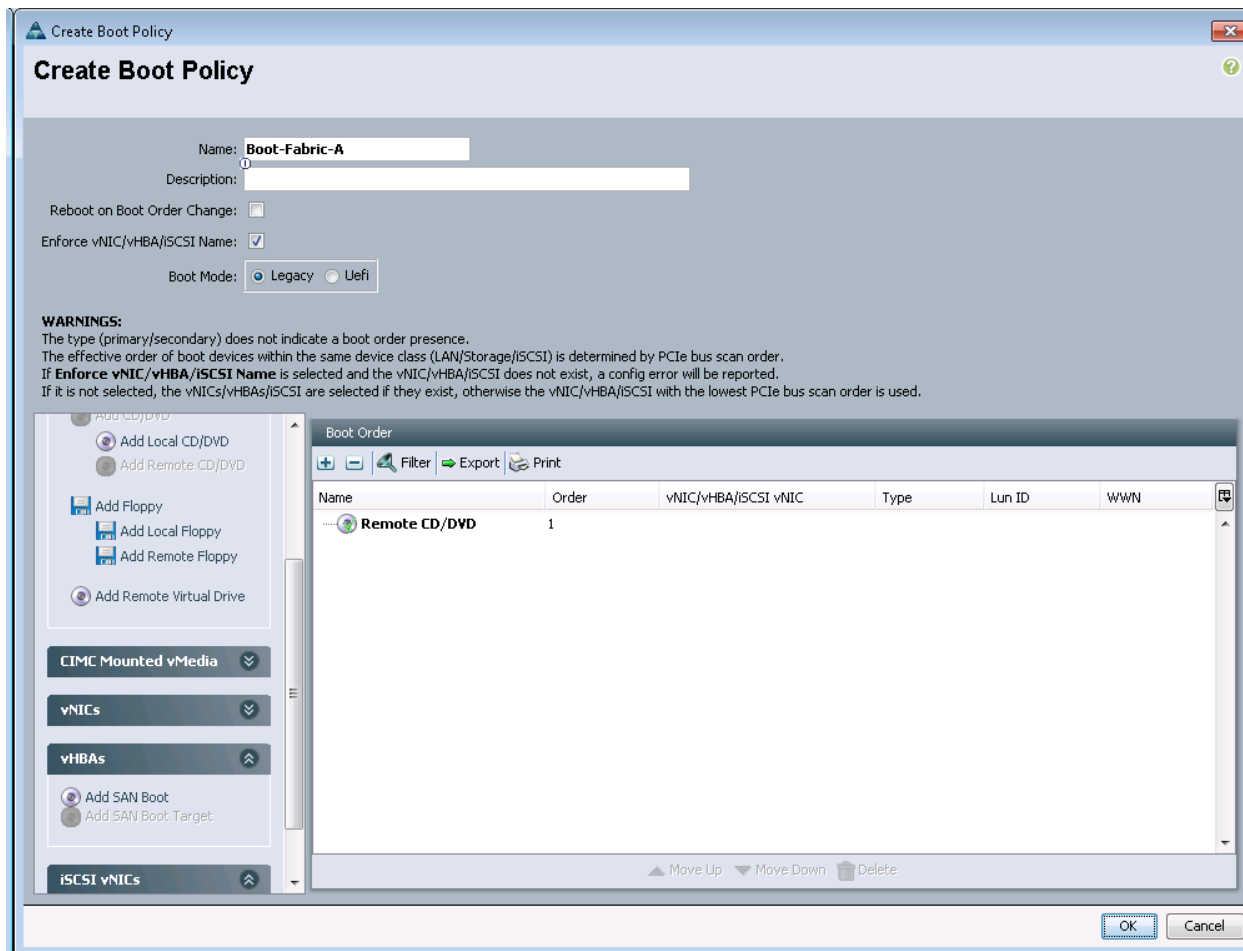 Create Boot Policy
Create Boot Policy
Name: Boot-Fabric-A
Description:
Reboot on Boot Order Change:
Enforce vNIC/vHBA/iSCSI Name:
Boot Mode: Legacy Uefi
WARNINGS:
The type (primary/secondary) does not indicate a boot order presence.
The effective order of boot devices within the same device class (LAN/Storage/iSCSI) is determined by PCIe bus scan order.
If Enforce vNIC/vHBA/iSCSI Name is selected and the vNIC/vHBA/iSCSI does not exist, a config error will be reported.
If it is not selected, the vNICs/vHBAs/iSCSI are selected if they exist, otherwise the vNIC/vHBA/iSCSI with the lowest PCIe bus scan order is used.
Add CD/DVD
Add Local CD/DVD
Add Remote CD/DVD
Add Floppy
Add Local Floppy
Add Remote Floppy
Add Remote Virtual Drive
CIMC Mounted vMedia
vNICs
vHBAs
Add SAN Boot
Add SAN Boot Target
iSCSI vNICs
Boot Order
Filter Export Print
Name Order vNIC/vHBA/iSCSI vNIC Type Lun ID WWN
Remote CD/DVD 1
Move Up Move Down Delete
OK Cancel